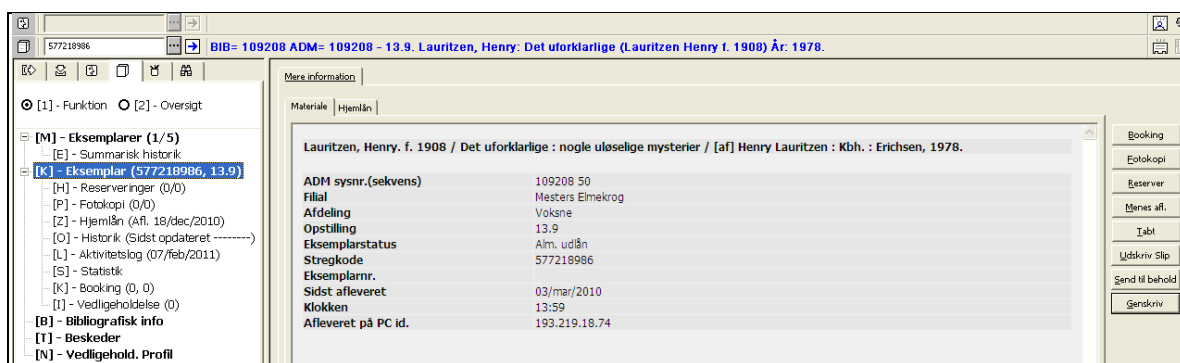 577218986
BIB= 109208 ADM= 109208 - 13.9. Lauritzen, Henry: Det uforklarlige (Lauritzen Henry f. 1908) År: 1978.
[1] - Funktion [2] - Oversigt
[M] - Eksemplarer (1/5)
[E] - Summarisk historik
[K] - Eksemplar (577218986, 13.9)
[H] - Reserveringer (0/0)
[P] - Fotokopi (0/0)
[Z] - Hjemlån (Afl. 18/dec/2010)
[O] - Historik (Sidst opdateret --------)
[L] - Aktivitetslog (07/feb/2011)
[S] - Statistik
[K] - Booking (0, 0)
[I] - Vedligeholdelse (0)
[B] - Bibliografisk info
[T] - Beskeder
[N] - Vedligehold. Profil
Mere information
Materiale Hjemlån
Lauritzen, Henry. f. 1908 / Det uforklarlige : nogle uløselige mysterier / [af] Henry Lauritzen : Kbh. : Erichsen, 1978.
ADM sysnr.(sekvens) 109208 50
Filial Mesters Elmekrog
Afdeling Voksne
Opstilling 13.9
Eksemplarstatus Alm. udlån
Stregkode 577218986
Eksemplarnr.
Sidst afleveret 03/mar/2010
Klokken 13:59
Afleveret på PC id. 193.219.18.74
Booking
Fotokopi
Reserver
Menes afl.
Tabt
Udskriv Slip
Send til behold
Genskriv